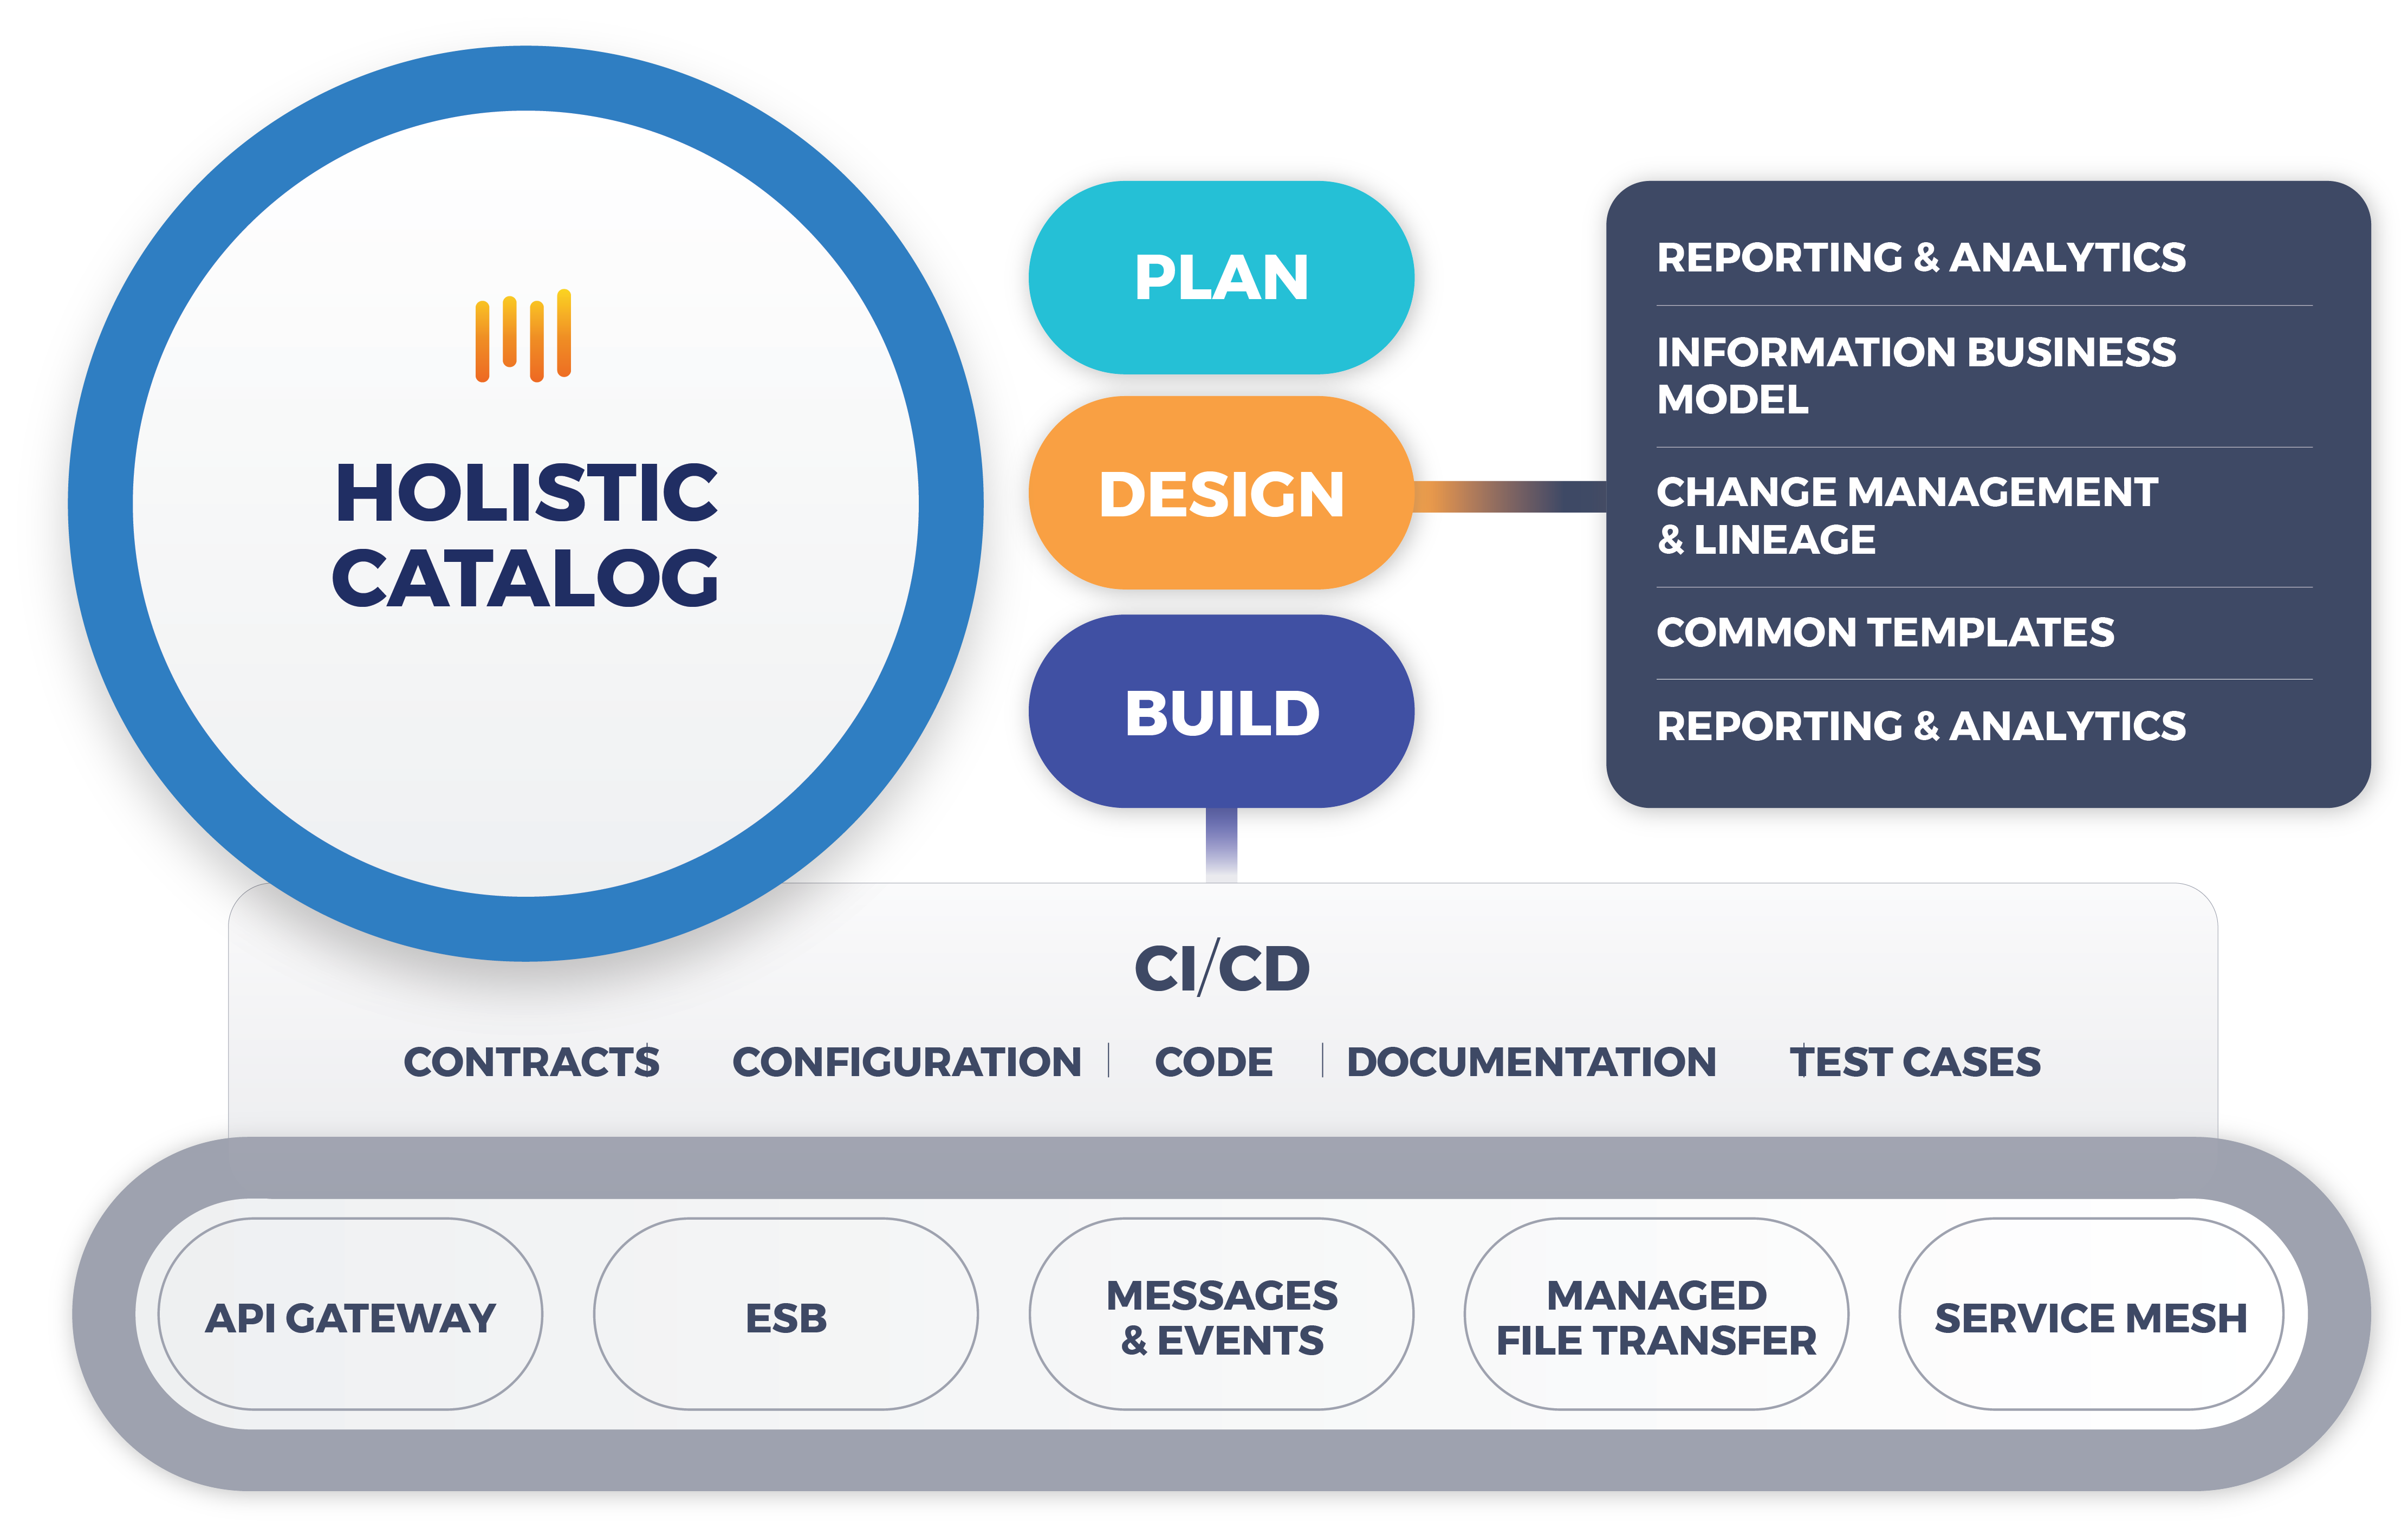 HOLISTIC
CATALOG
PLAN
DESIGN
BUILD
REPORTING & ANALYTICS
INFORMATION BUSINESS
MODEL
CHANGE MANAGEMENT
& LINEAGE
COMMON TEMPLATES
REPORTING & ANALYTICS
CI/CD
CONTRACTS | CONFIGURATION | CODE | DOCUMENTATION | TEST CASES
API GATEWAY
ESB
MESSAGES
& EVENTS
MANAGED
FILE TRANSFER
SERVICE MESH